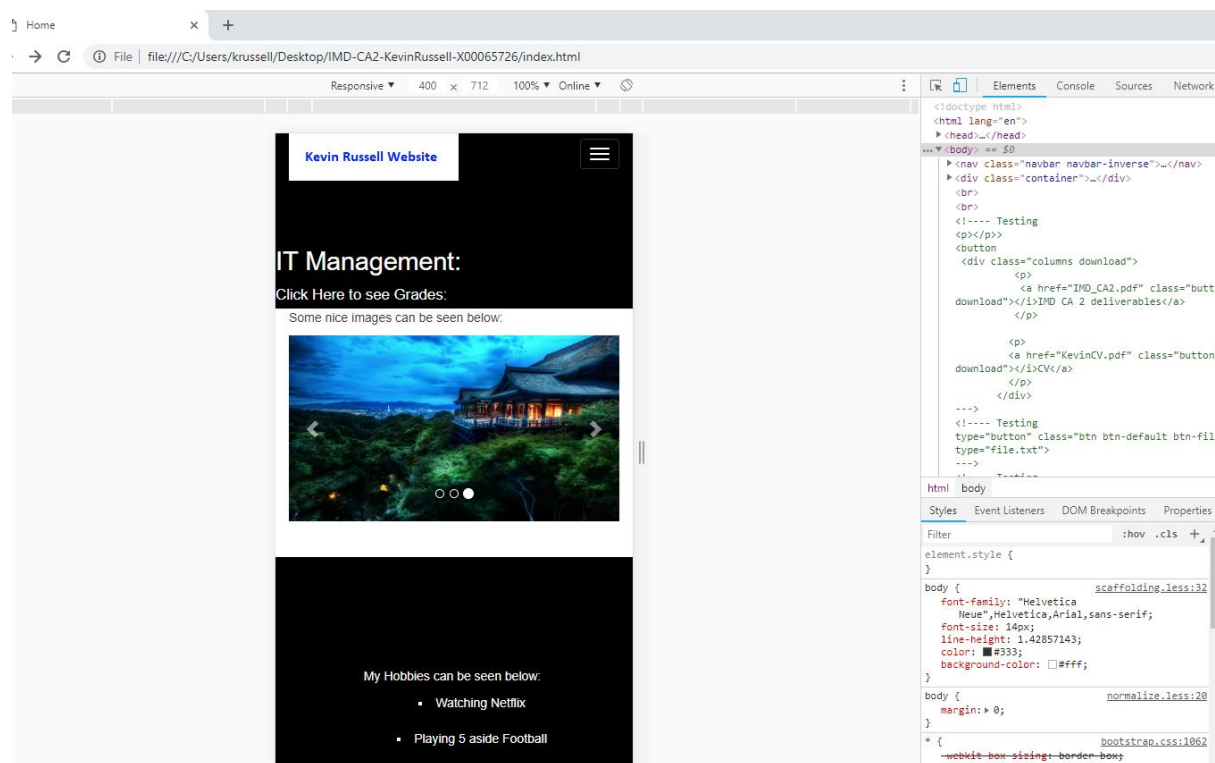 Home × +
File | file:///C:/Users/krussell/Desktop/IMD-CA2-KevinRussell-X00065726/index.html
Responsive ▼ 400 × 712 100% ▼ Online ▼
Kevin Russell Website
IT Management:
Click Here to see Grades:
Some nice images can be seen below:
My Hobbies can be seen below:
▪ Watching Netflix
▪ Playing 5 aside Football
Elements Console Sources Network
<!doctype html>
<html lang="en">
▶<head>…</head>
…▼<body> == $0
▶<nav class="navbar navbar-inverse">…</nav>
▶<div class="container">…</div>
<br>
<br>
<!---- Testing
<p></p>>
<button
<div class="columns download">
<p>
<a href="IMD_CA2.pdf" class="butt
download"></i>IMD CA 2 deliverables</a>
</p>
<p>
<a href="KevinCV.pdf" class="button
download"></i>CV</a>
</p>
</div>
--->
<!---- Testing
type="button" class="btn btn-default btn-fil
type="file.txt">
--->
html body
Styles Event Listeners DOM Breakpoints Properties
Filter :hov .cls +
element.style {
}
body { scaffolding.less:32
font-family: "Helvetica
Neue",Helvetica,Arial,sans-serif;
font-size: 14px;
line-height: 1.42857143;
color: #333;
background-color: #fff;
}
body { normalize.less:20
margin:▶ 0;
}
* { bootstrap.css:1062
-webkit-box-sizing: border-box;